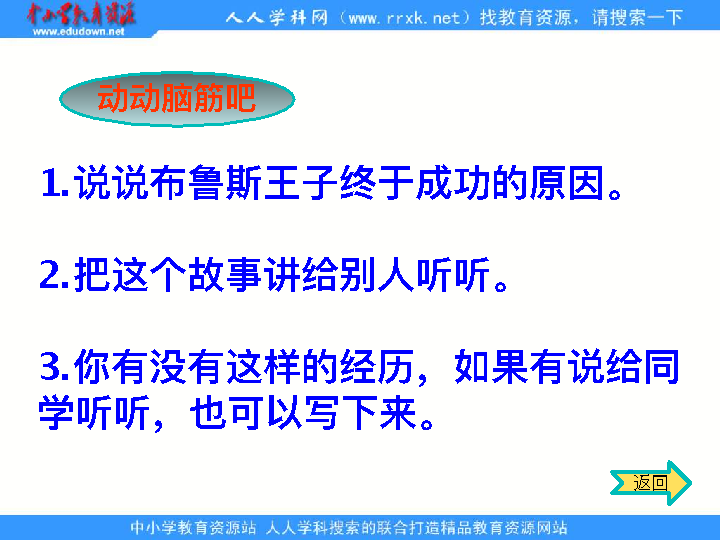 中小学教育资源
www.edudown.net
人人学科网（www.rrxk.net）找教育资源，请搜索一下
动动脑筋吧
1.说说布鲁斯王子终于成功的原因。
2.把这个故事讲给别人听听。
3.你有没有这样的经历，如果有说给同
学听听，也可以写下来。
返回
中小学教育资源站 人人学科搜索的联合打造精品教育资源网站